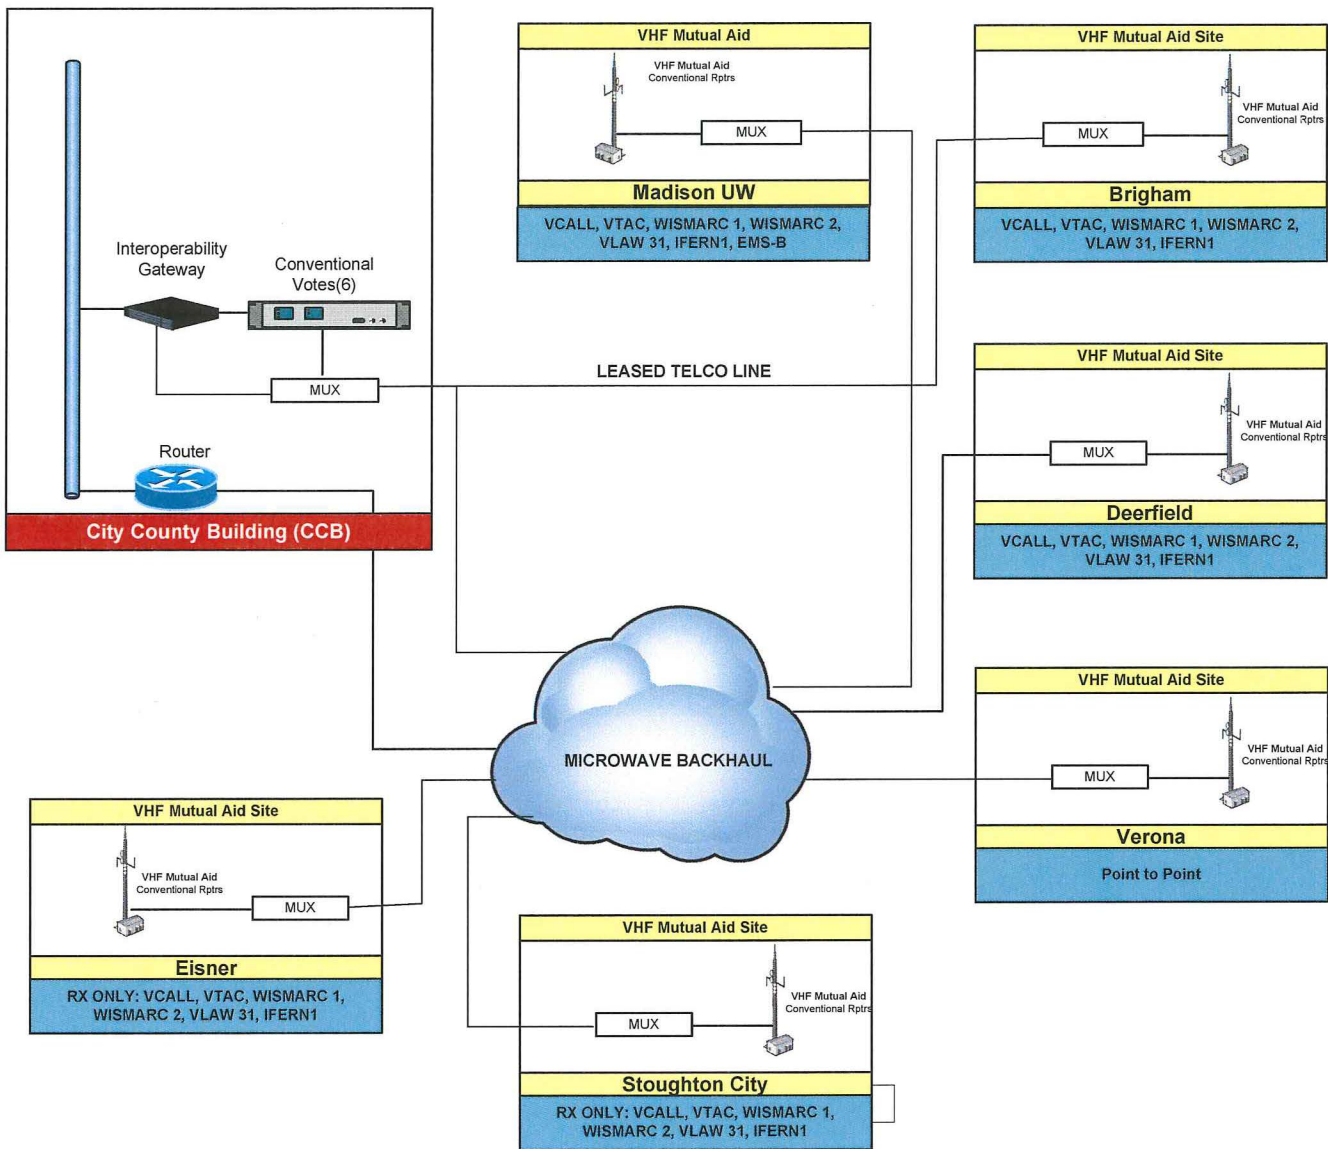 Interoperability
Gateway
Conventional
Votes(6)
MUX
Router
City County Building (CCB)
VHF Mutual Aid
VHF Mutual Aid
Conventional Rptrs
MUX
Madison UW
VCALL, VTAC, WISMARC 1, WISMARC 2,
VLAW 31, IFERN1, EMS-B
VHF Mutual Aid Site
MUX
VHF Mutual Aid
Conventional Rptrs
Brigham
VCALL, VTAC, WISMARC 1, WISMARC 2,
VLAW 31, IFERN1
LEASED TELCO LINE
VHF Mutual Aid Site
VHF Mutual Aid
Conventional Rptrs
MUX
Deerfield
VCALL, VTAC, WISMARC 1, WISMARC 2,
VLAW 31, IFERN1
MICROWAVE BACKHAUL
VHF Mutual Aid Site
VHF Mutual Aid
Conventional Rptrs
MUX
Verona
Point to Point
VHF Mutual Aid Site
VHF Mutual Aid
Conventional Rptrs
MUX
Eisner
RX ONLY: VCALL, VTAC, WISMARC 1,
WISMARC 2, VLAW 31, IFERN1
VHF Mutual Aid Site
VHF Mutual Aid
Conventional Rptrs
MUX
Stoughton City
RX ONLY: VCALL, VTAC, WISMARC 1,
WISMARC 2, VLAW 31, IFERN1